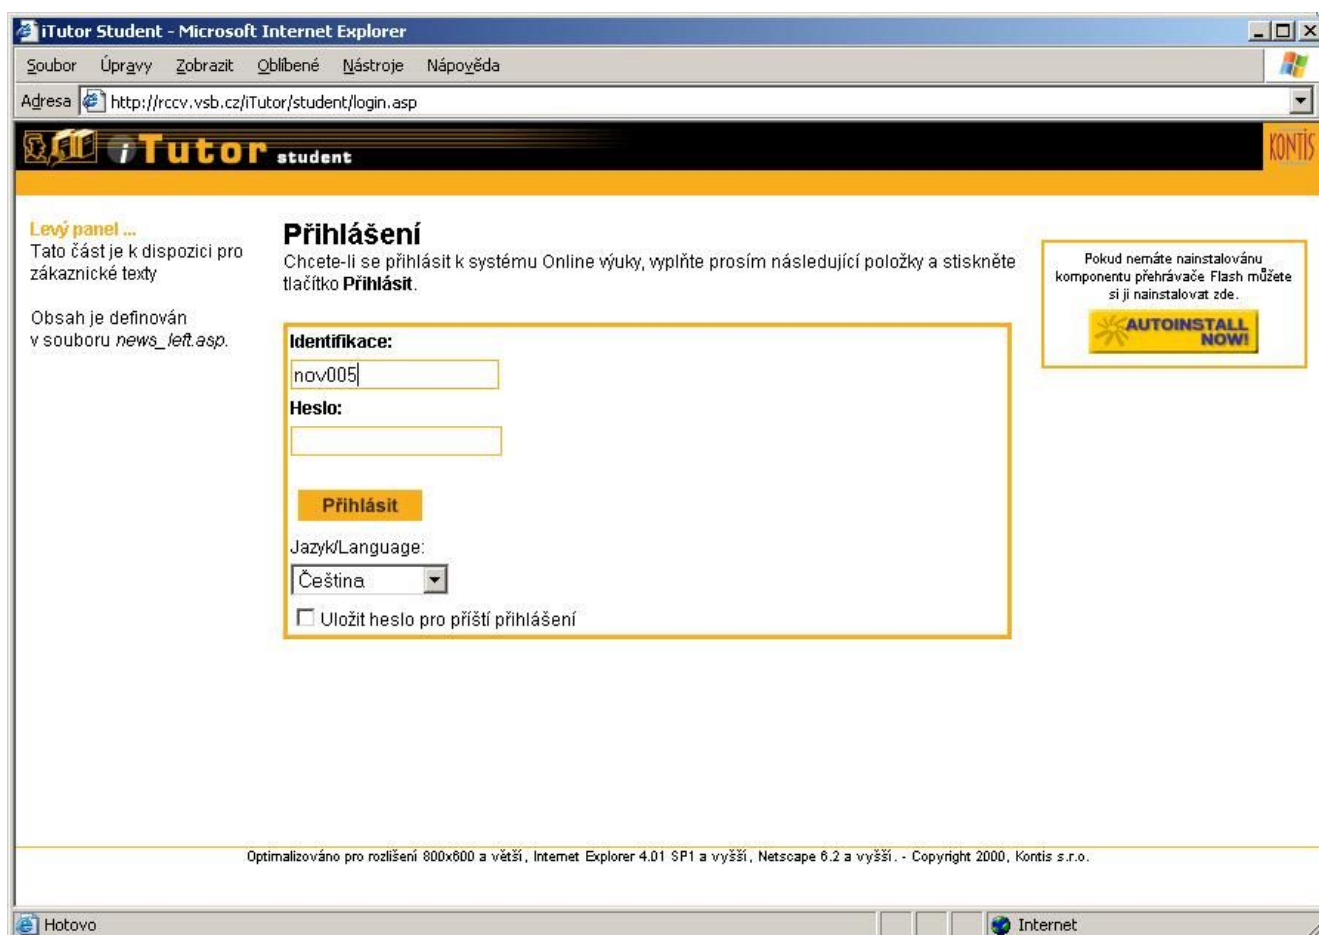 iTutor Student - Microsoft Internet Explorer
Soubor Úpravy Zobrazit Oblíbené Nástroje Nápověda
Adresa http://rccv.vsb.cz/iTutor/student/login.asp
iTutor student
KONTIS
Levý panel ...
Tato část je k dispozici pro
zákaznické texty
Obsah je definován
v souboru news_left.asp.
Přihlášení
Chcete-li se přihlásit k systému Online výuky, vyplňte prosím následující položky a stiskněte
tlačítko Přihlásit.
Identifikace:
nov005
Heslo:
Přihlásit
Jazyk/Language:
Čeština
Uložit heslo pro příští přihlášení
Pokud nemáte nainstalovánu
komponentu přehrávače Flash můžete
si ji nainstalovat zde.
AUTOINSTALL
NOW!
Optimalizováno pro rozlišení 800x600 a větší, Internet Explorer 4.01 SP1 a vyšší, Netscape 6.2 a vyšší. - Copyright 2000, Kontis s.r.o.
Hotovo
Internet